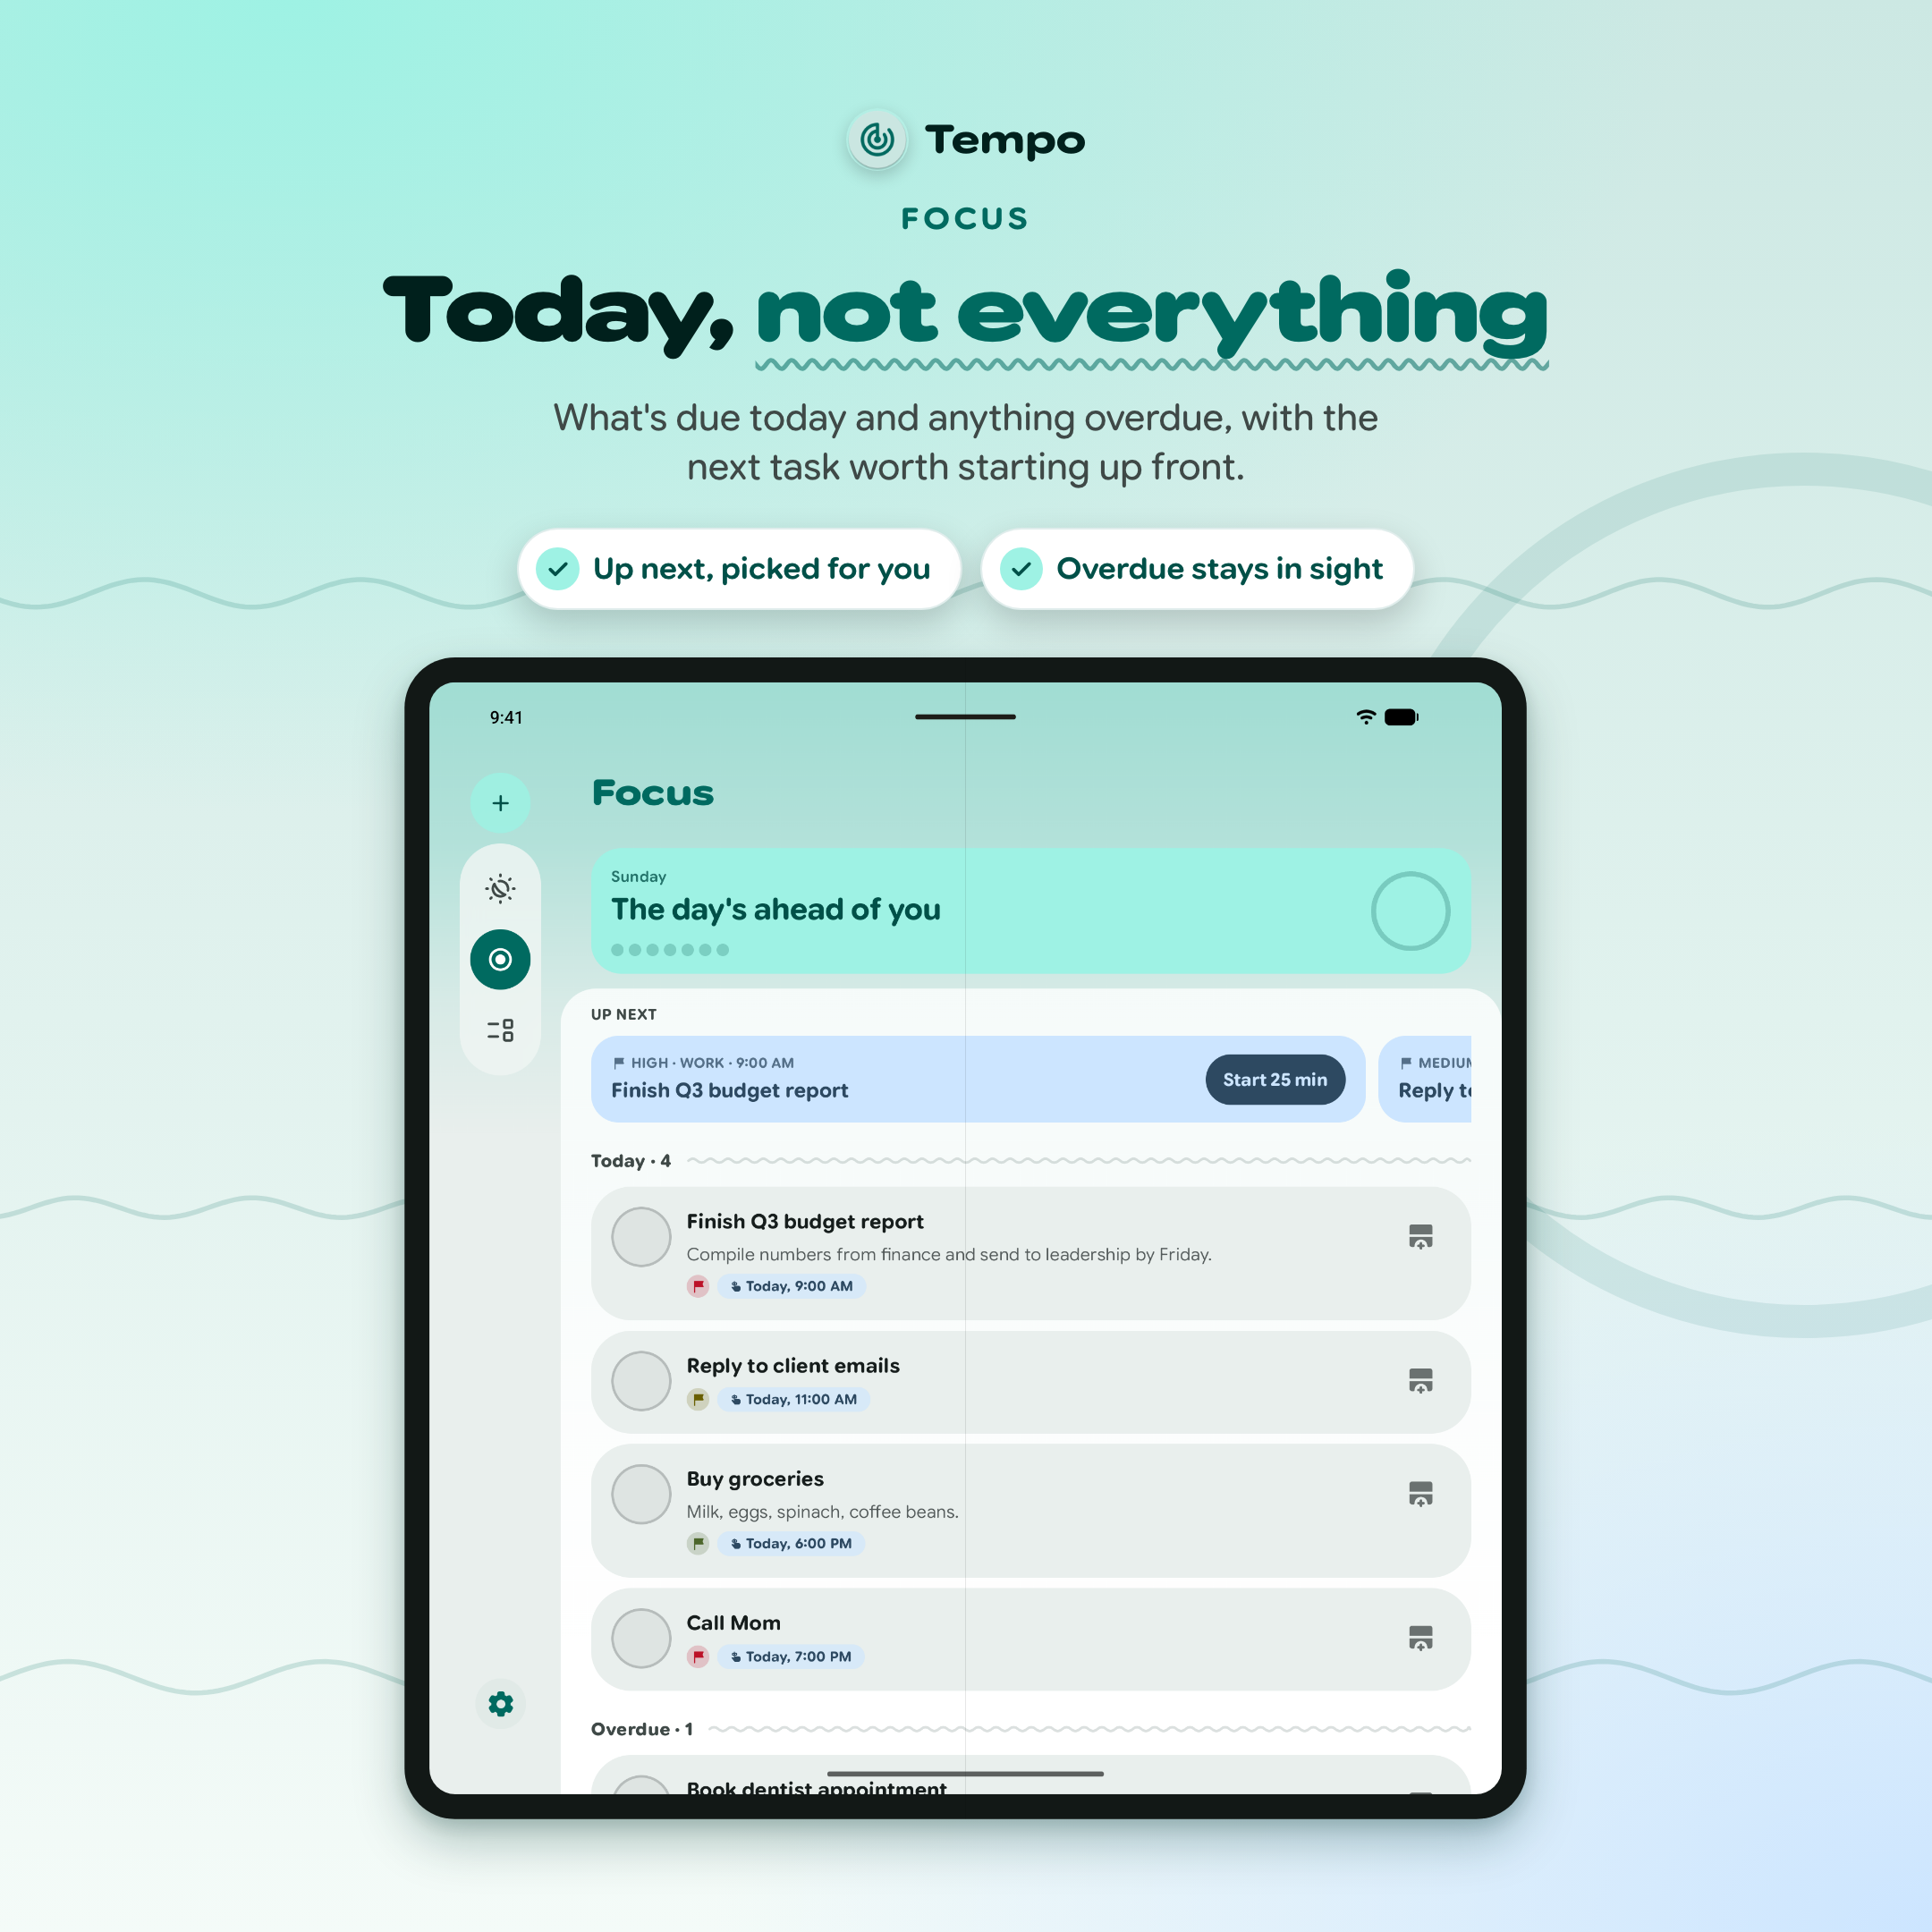 Tempo
FOCUS
Today, not everything
What's due today and anything overdue, with the
next task worth starting up front.
Up next, picked for you
Overdue stays in sight
9:41
Focus
Sunday
The day's ahead of you
UP NEXT
HIGH · WORK · 9:00 AM
Finish Q3 budget report
Start 25 min
MEDIUM
Reply to
Today · 4
Finish Q3 budget report
Compile numbers from finance and send to leadership by Friday.
Today, 9:00 AM
Reply to client emails
Today, 11:00 AM
Buy groceries
Milk, eggs, spinach, coffee beans.
Today, 6:00 PM
Call Mom
Today, 7:00 PM
Overdue · 1
Book dentist appointment